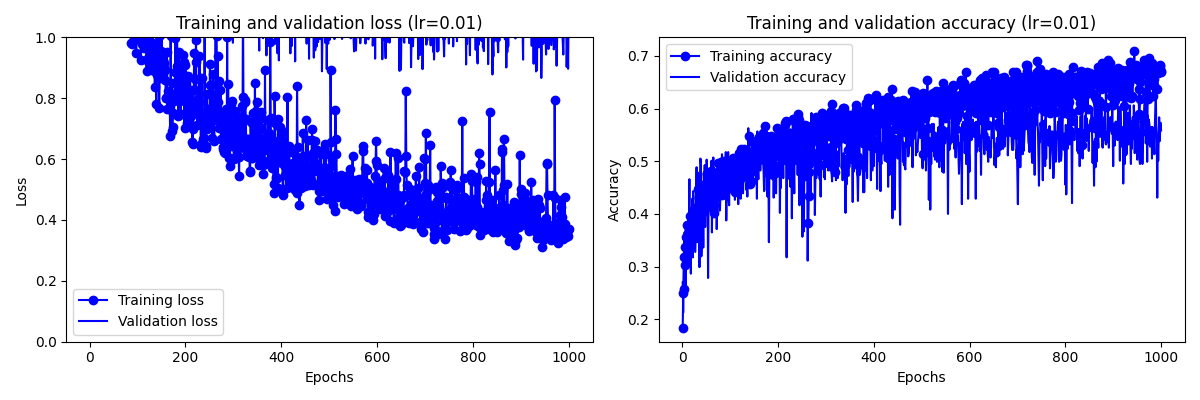 Training and validation loss (lr=0.01)
1.0
0.8
0.6
0.4
0.2
0.0
Loss
Training loss
Validation loss
0 200 400 600 800 1000
Epochs
Training and validation accuracy (lr=0.01)
Training accuracy
Validation accuracy
0.7
0.6
0.5
0.4
0.3
0.2
Accuracy
0 200 400 600 800 1000
Epochs